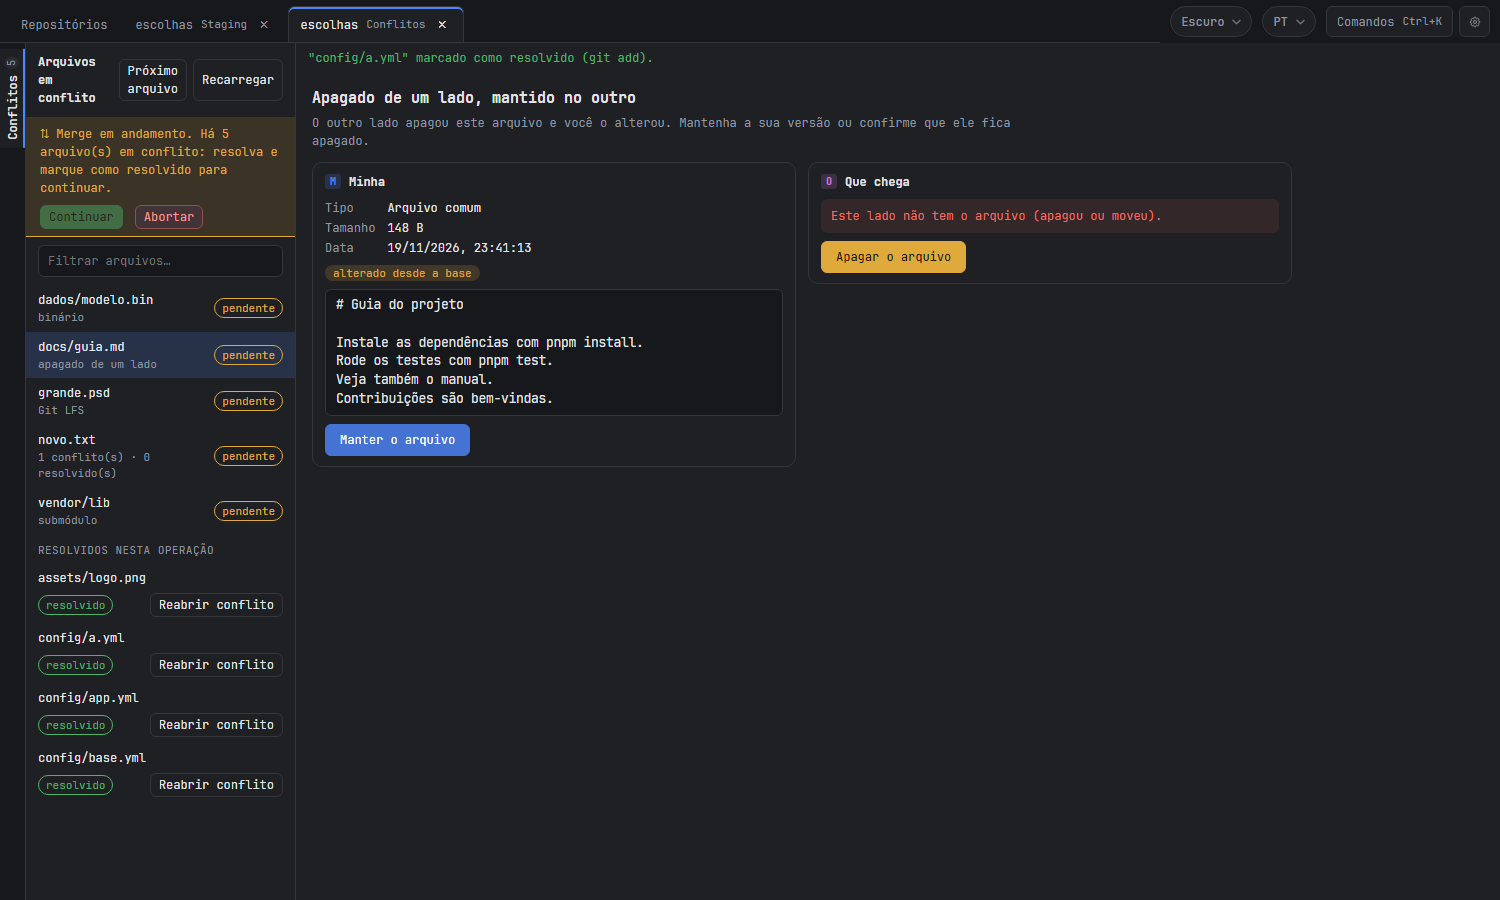 Repositórios
escolhas Staging ×
escolhas Conflitos ×
Escuro
PT
Comandos Ctrl+K
Conflitos 5
Arquivos em conflito
Próximo arquivo
Recarregar
⇅ Merge em andamento. Há 5
arquivo(s) em conflito: resolva e
marque como resolvido para
continuar.
Continuar
Abortar
Filtrar arquivos…
dados/modelo.bin
binário
pendente
docs/guia.md
apagado de um lado
pendente
grande.psd
Git LFS
pendente
novo.txt
1 conflito(s) · 0
resolvido(s)
pendente
vendor/lib
submódulo
pendente
RESOLVIDOS NESTA OPERAÇÃO
assets/logo.png
resolvido
Reabrir conflito
config/a.yml
resolvido
Reabrir conflito
config/app.yml
resolvido
Reabrir conflito
config/base.yml
resolvido
Reabrir conflito
"config/a.yml" marcado como resolvido (git add).
Apagado de um lado, mantido no outro
O outro lado apagou este arquivo e você o alterou. Mantenha a sua versão ou confirme que ele fica
apagado.
M Minha
Tipo Arquivo comum
Tamanho 148 B
Data 19/11/2026, 23:41:13
alterado desde a base
# Guia do projeto
Instale as dependências com pnpm install.
Rode os testes com pnpm test.
Veja também o manual.
Contribuições são bem-vindas.
Manter o arquivo
O Que chega
Este lado não tem o arquivo (apagou ou moveu).
Apagar o arquivo